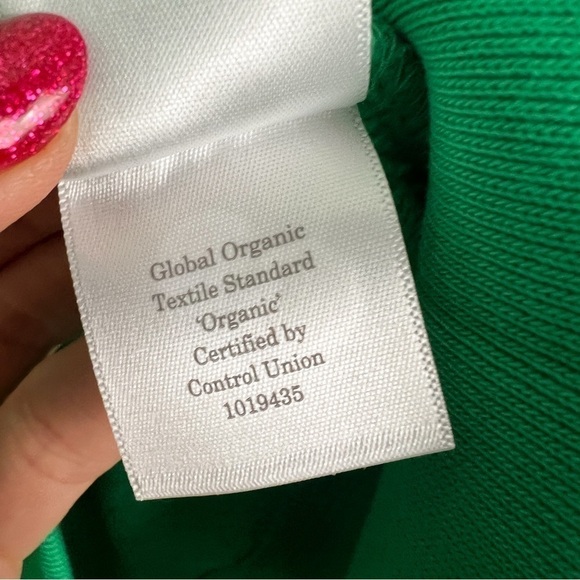 Global Organic
Textile Standard
‘Organic’
Certified by
Control Union
1019435